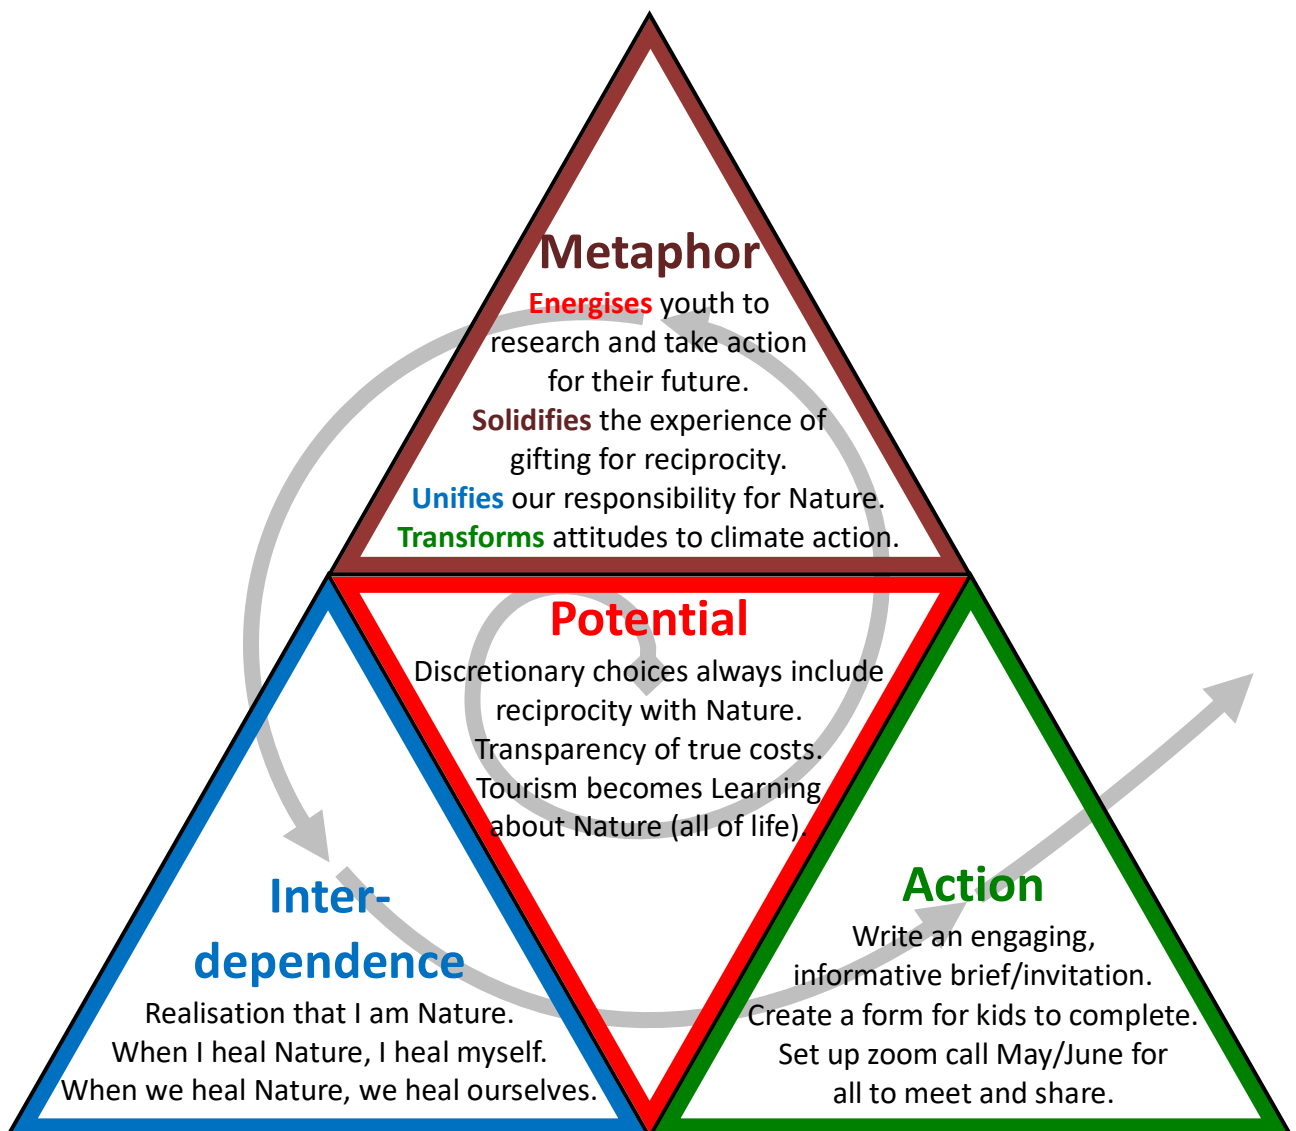 Metaphor
Energises youth to
research and take action
for their future.
Solidifies the experience of
gifting for reciprocity.
Unifies our responsibility for Nature.
Transforms attitudes to climate action.
Potential
Discretionary choices always include
reciprocity with Nature.
Transparency of true costs.
Tourism becomes Learning
about Nature (all of life).
Inter-
dependence
Realisation that I am Nature.
When I heal Nature, I heal myself.
When we heal Nature, we heal ourselves.
Action
Write an engaging,
informative brief/invitation.
Create a form for kids to complete.
Set up zoom call May/June for
all to meet and share.